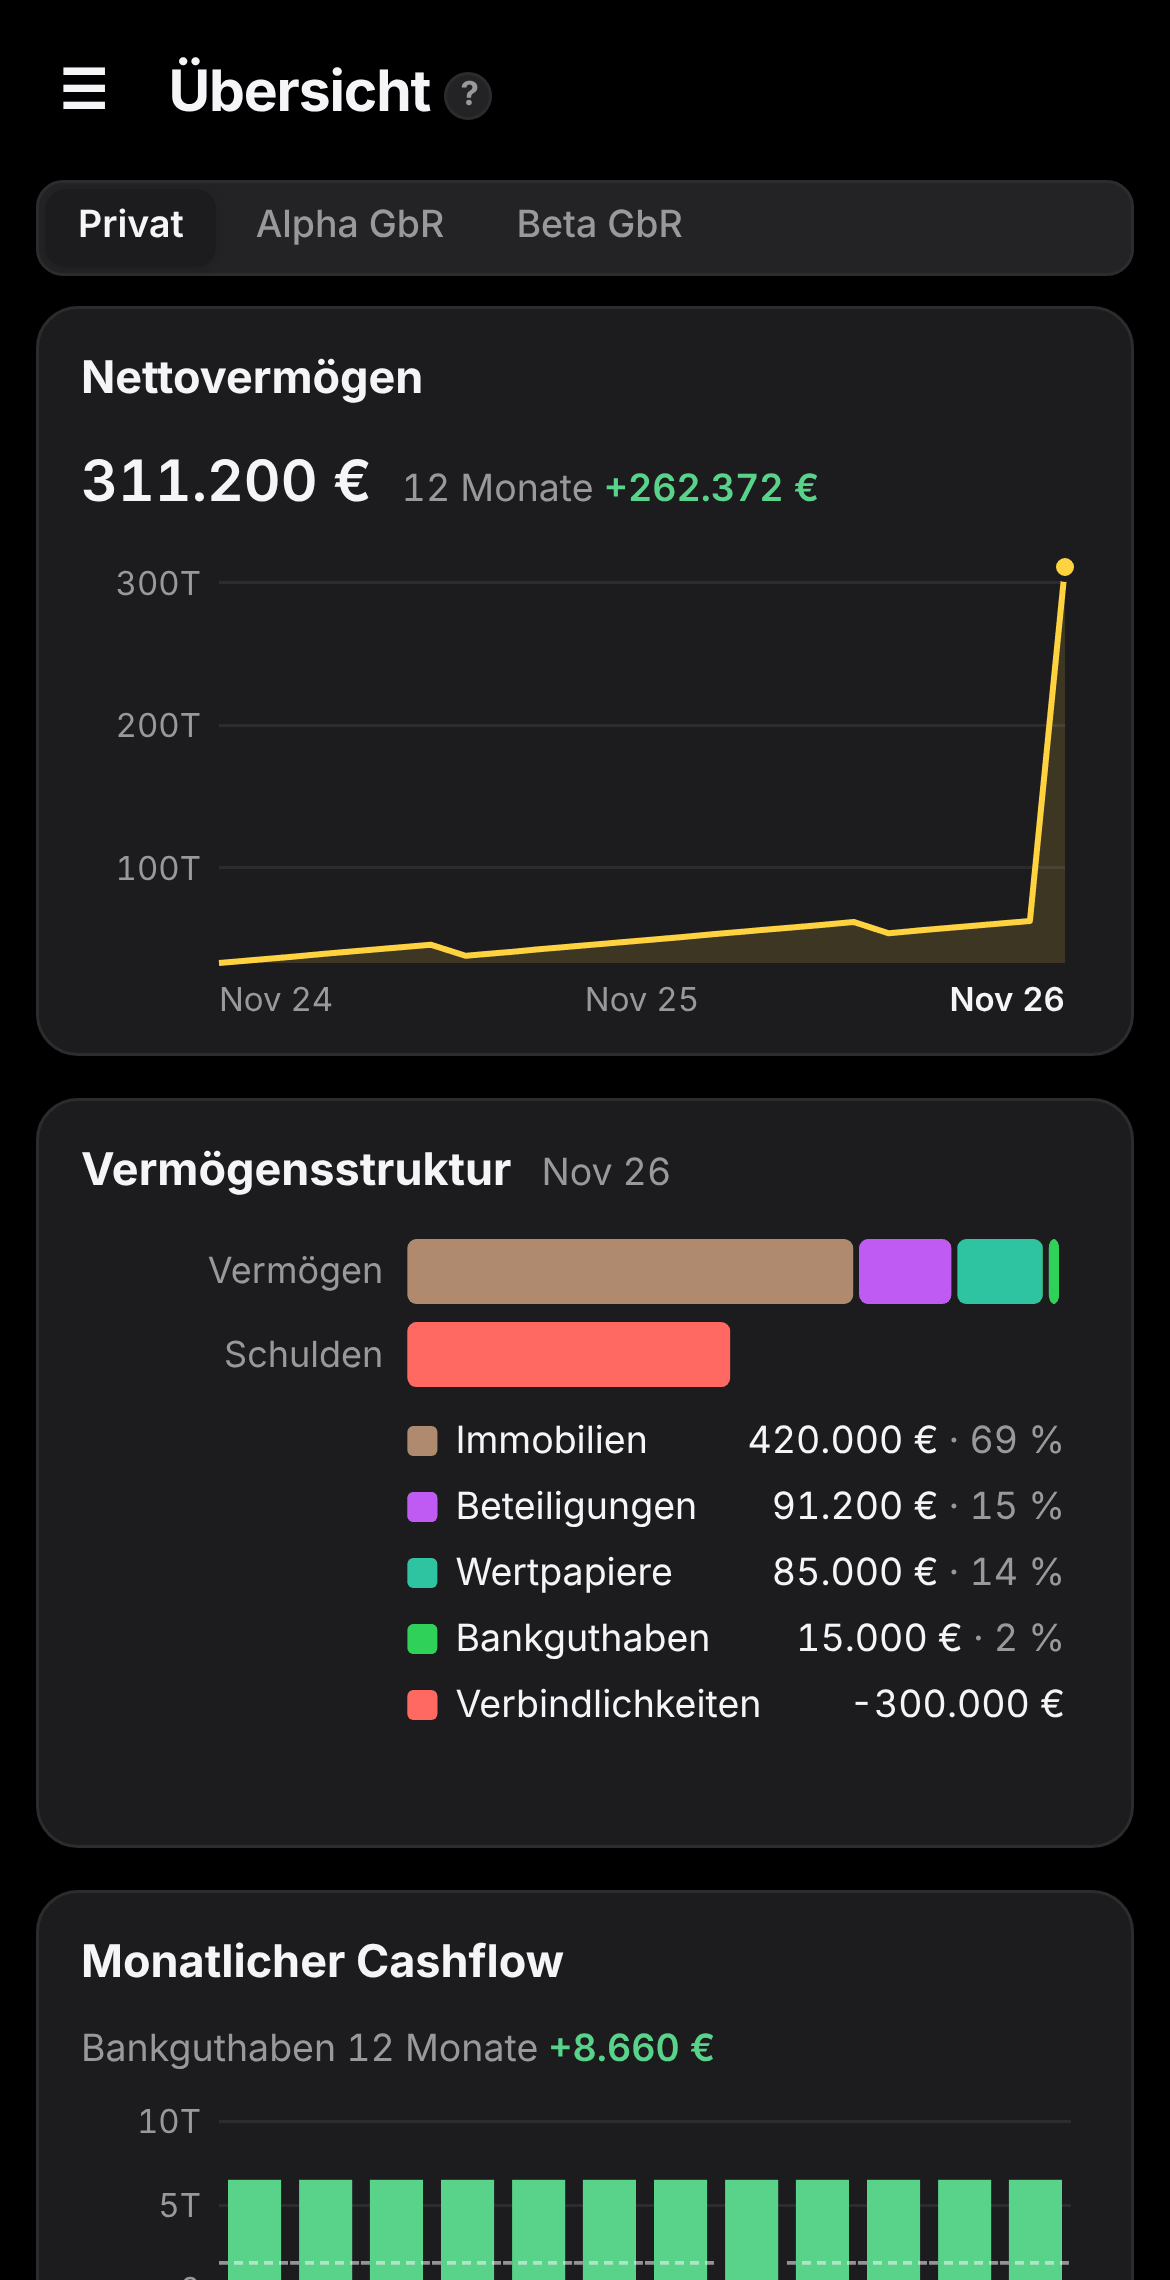 ☰ Übersicht ?
Privat Alpha GbR Beta GbR
Nettovermögen
311.200 € 12 Monate +262.372 €
300T
200T
100T
Nov 24 Nov 25 Nov 26
Vermögensstruktur Nov 26
Vermögen
Schulden
Immobilien 420.000 € · 69 %
Beteiligungen 91.200 € · 15 %
Wertpapiere 85.000 € · 14 %
Bankguthaben 15.000 € · 2 %
Verbindlichkeiten -300.000 €
Monatlicher Cashflow
Bankguthaben 12 Monate +8.660 €
10T
5T